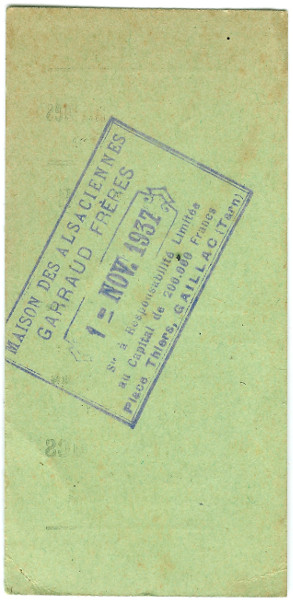 MAISON DES ALSACIENNES
GARRAUD FRÈRES
1 = NOV. 1937
Sté à Responsabilité Limitée
au Capital de 200.000 Francs
Place Thiers, GAILLAC (Tarn)